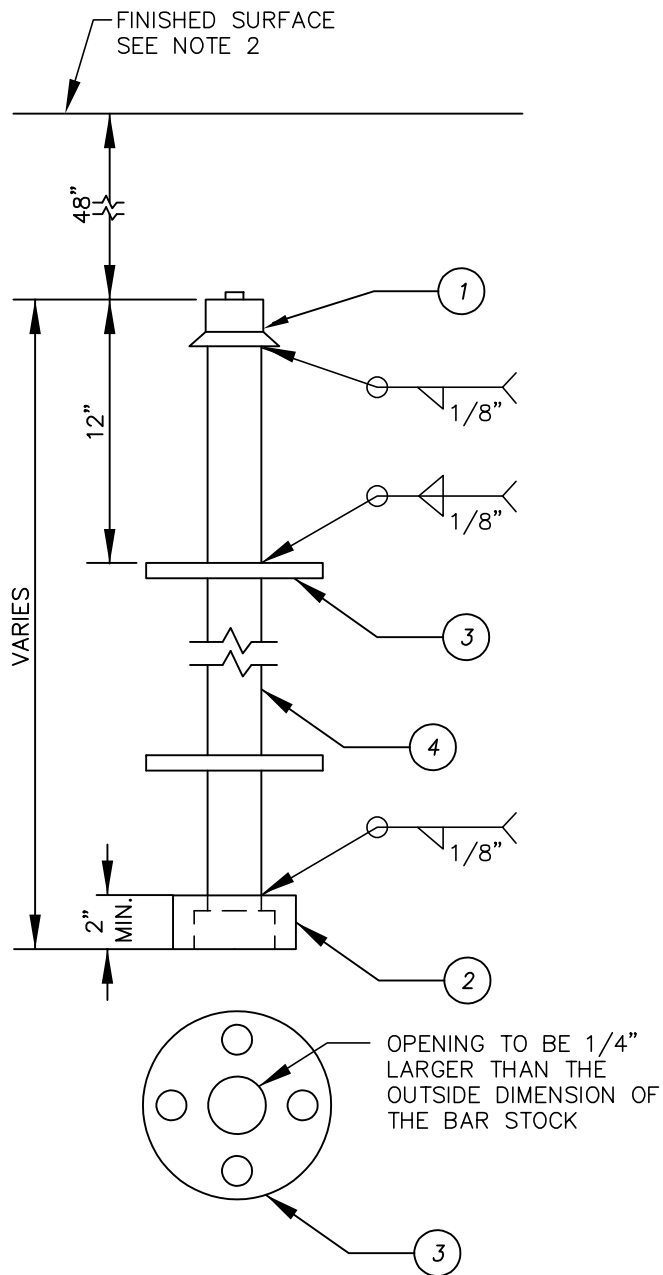 FINISHED SURFACE
SEE NOTE 2
48"
1
12"
1/8"
1/8"
3
VARIES
4
1/8"
2"
MIN.
2
OPENING TO BE 1/4"
LARGER THAN THE
OUTSIDE DIMENSION OF
THE BAR STOCK
3